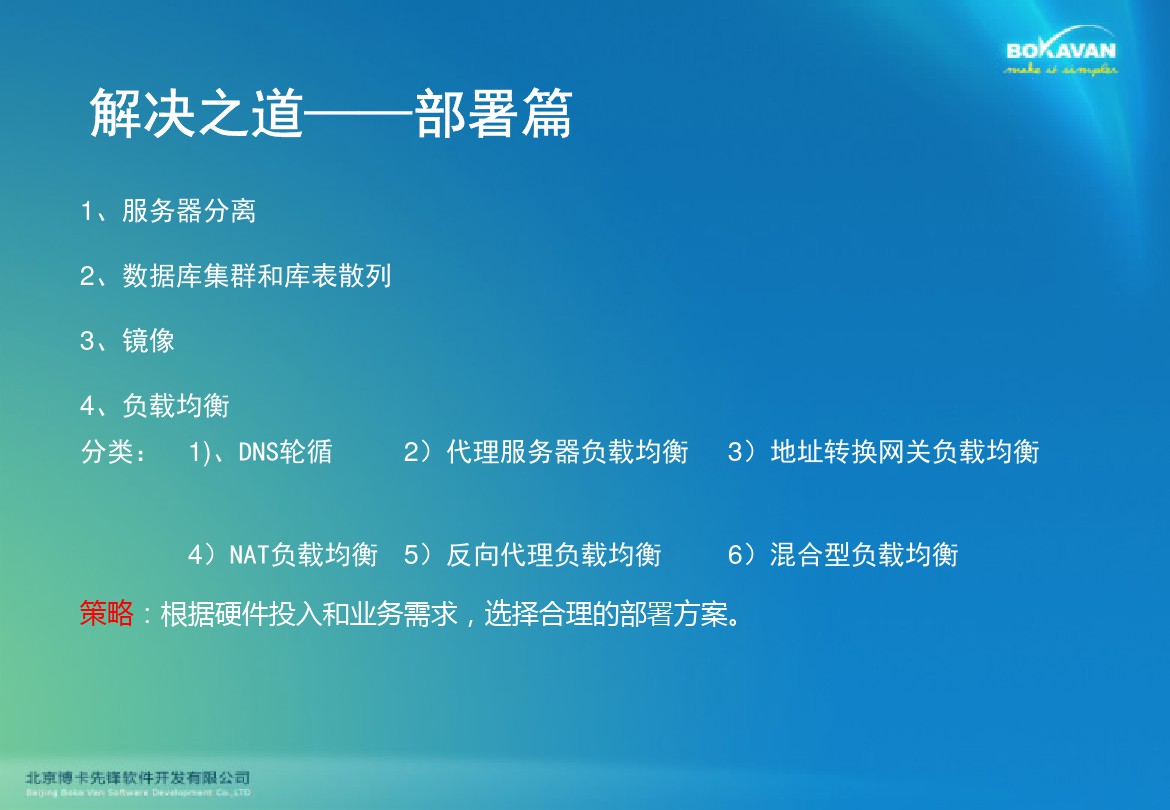 BOKAVAN
make it simpler
解决之道——部署篇
1、服务器分离
2、数据库集群和库表散列
3、镜像
4、负载均衡
分类： 1)、DNS轮循 2）代理服务器负载均衡 3）地址转换网关负载均衡
4）NAT负载均衡 5）反向代理负载均衡 6）混合型负载均衡
策略：根据硬件投入和业务需求，选择合理的部署方案。
北京博卡先锋软件开发有限公司
Beijing Boka Van Software Development Co.,LTD